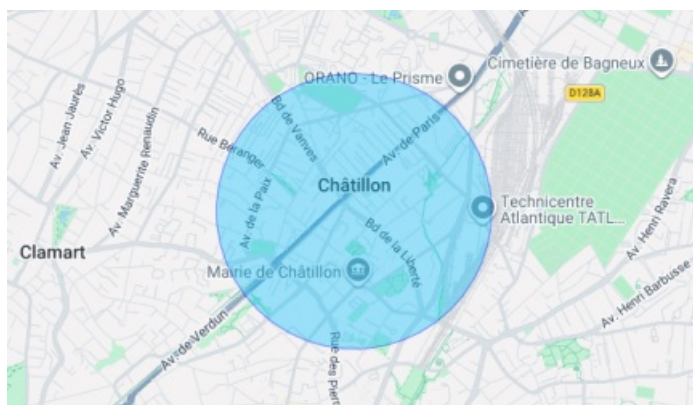 ORANO - Le Prisme
Cimetière de Bagneux
D128A
Av. Jean Jaurès
Av. Victor Hugo
Av. Marguerite Renaudin
Rue Béranger
Bd de Vanves
Av. de Paris
Châtillon
Av. de la Paix
Technicentre
Atlantique TATL...
Av. Henri Ravera
Clamart
Bd de la Liberté
Mairie de Châtillon
Av. Henri Barbusse
Av. de Verdun
Rue des Pierr